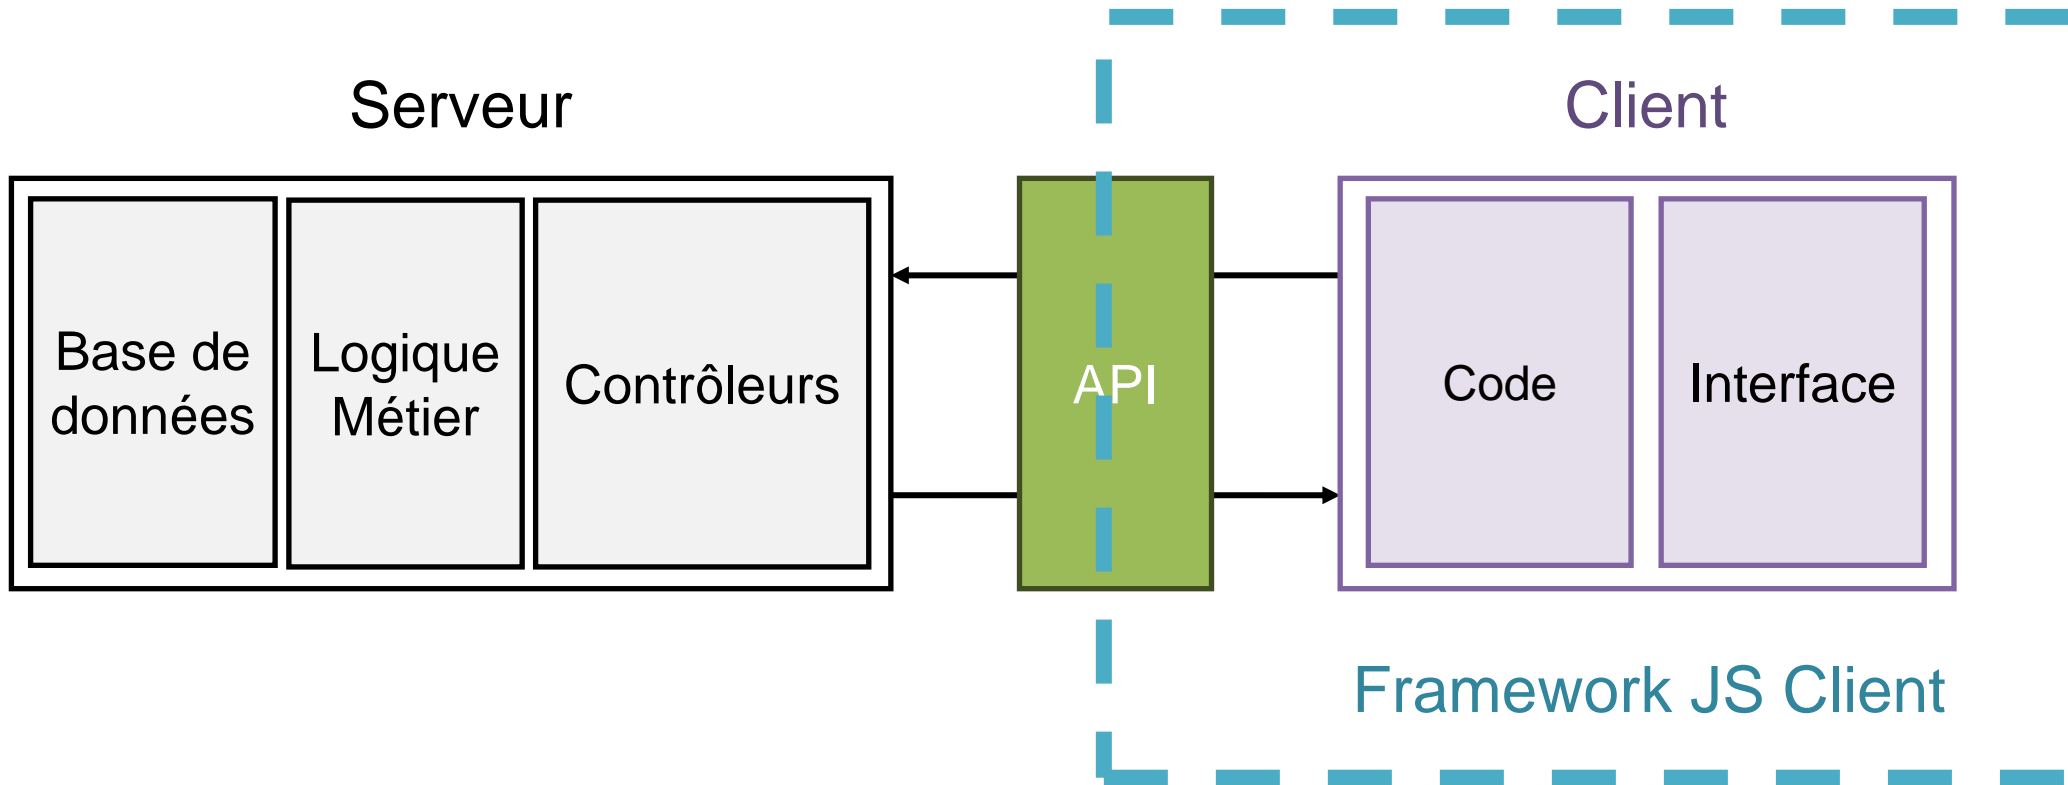 Serveur
Client
Base de
données
Logique
Métier
Contrôleurs
API
Code
Interface
Framework JS Client